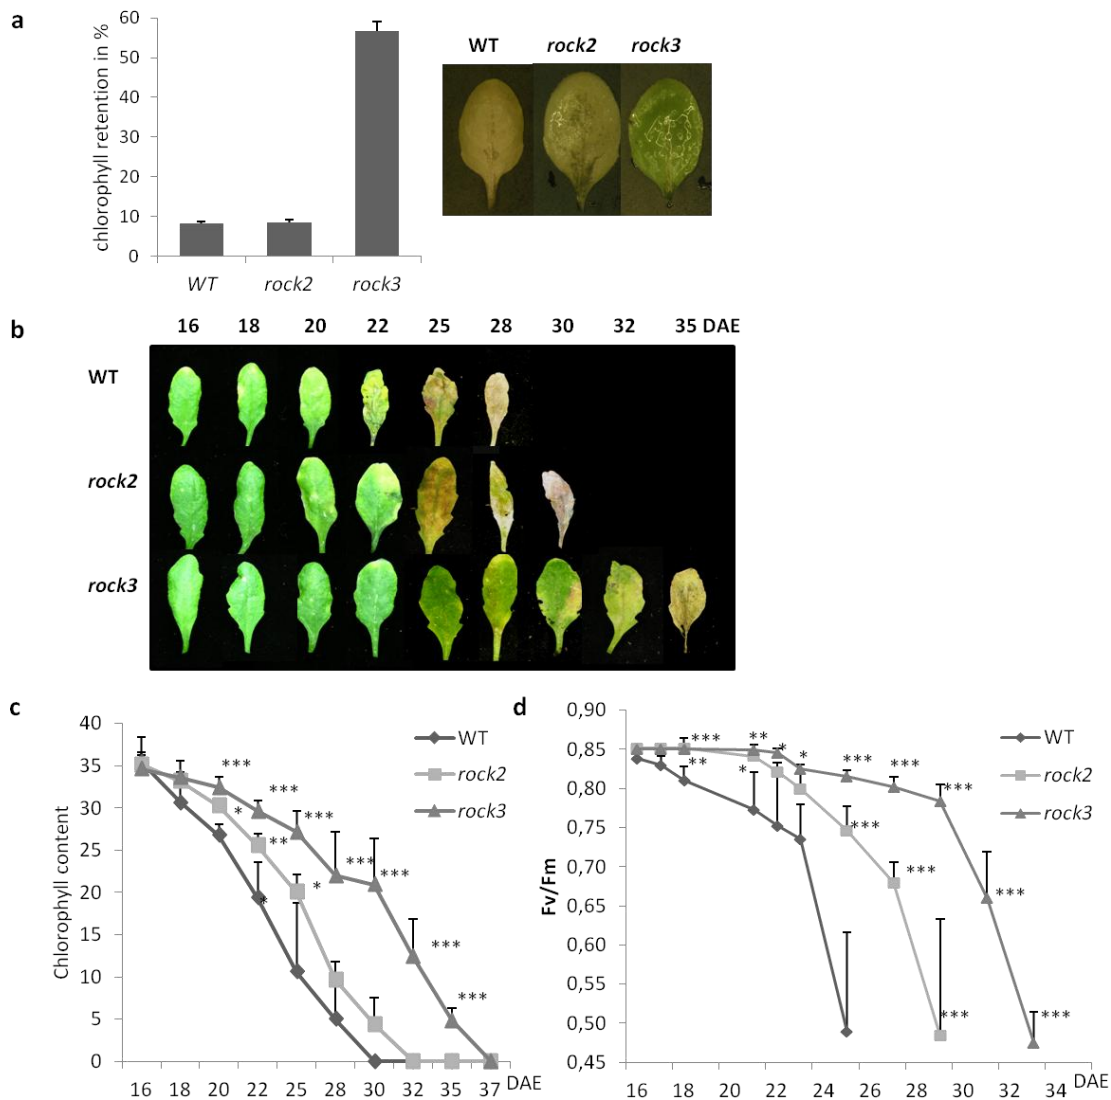 a
chlorophyll retention in %
60
50
40
30
20
10
0
WT
rock2
rock3
WT rock2 rock3
b
16 18 20 22 25 28 30 32 35 DAE
WT
rock2
rock3
c
Chlorophyll content
40
35
30
25
20
15
10
5
0
16 18 20 22 25 28 30 32 35 37 DAE
WT
rock2
rock3
***
*
***
**
*
***
*
***
***
***
***
d
Fv/Fm
0,90
0,85
0,80
0,75
0,70
0,65
0,60
0,55
0,50
0,45
16 18 20 22 24 26 28 30 32 34 DAE
WT
rock2
rock3
***
**
**
*
*
*
***
***
***
***
***
***
***
***